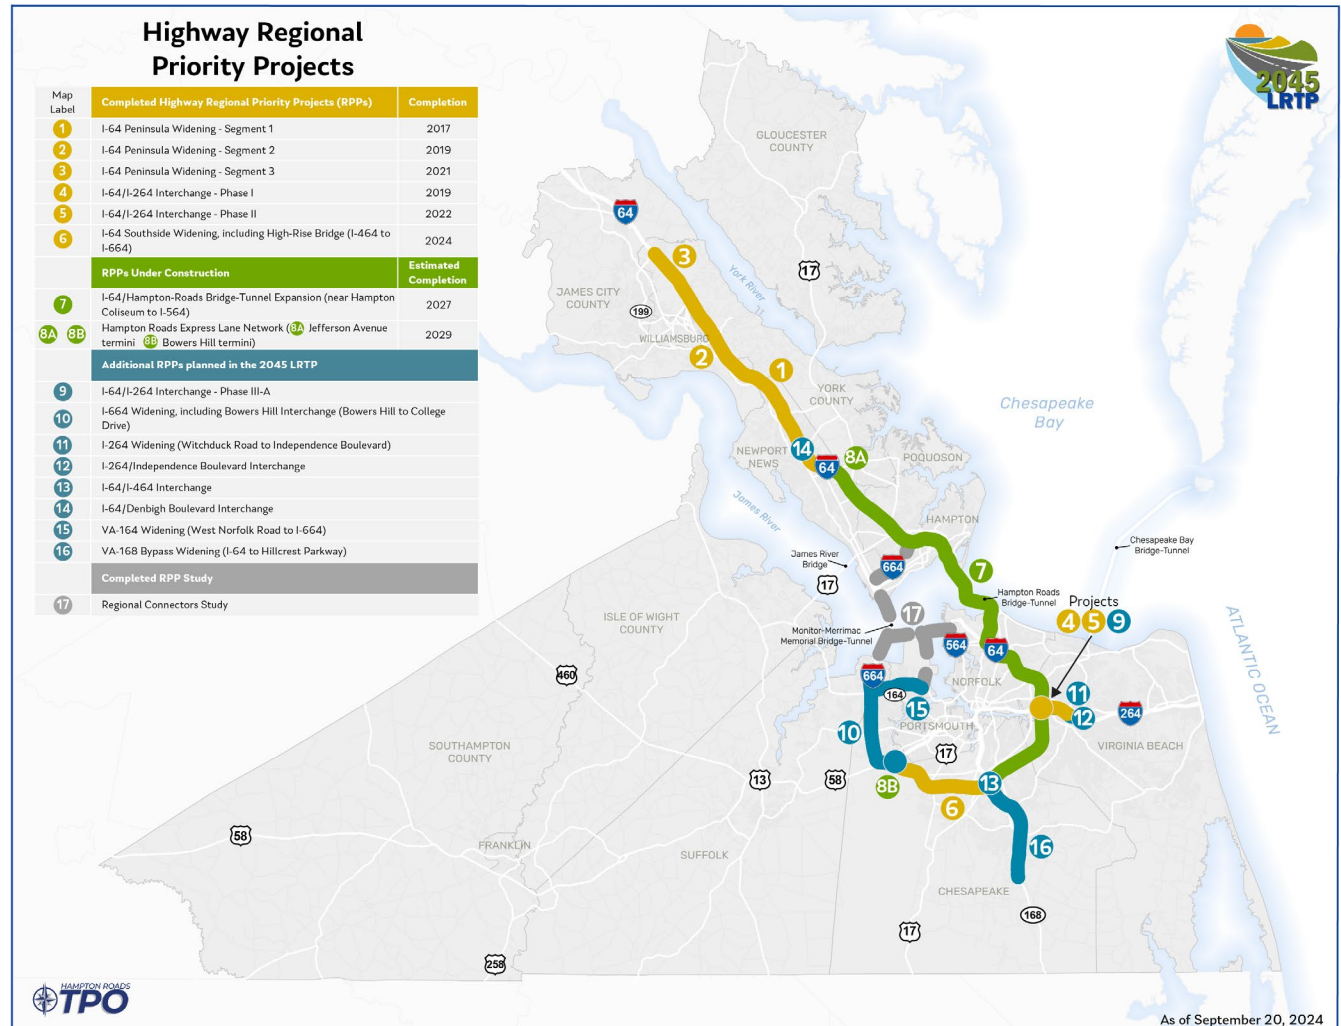 Highway Regional
Priority Projects
Map
Label
Completed Highway Regional Priority Projects (RPPs)
Completion
1
I-64 Peninsula Widening - Segment 1
2017
2
I-64 Peninsula Widening - Segment 2
2019
3
I-64 Peninsula Widening - Segment 3
2021
4
I-64/I-264 Interchange - Phase I
2019
5
I-64/I-264 Interchange - Phase II
2022
6
I-64 Southside Widening, including High-Rise Bridge (I-464 to
I-664)
2024
RPPs Under Construction
Estimated
Completion
7
I-64/Hampton-Roads Bridge-Tunnel Expansion (near Hampton
Coliseum to I-564)
2027
8A 8B
Hampton Roads Express Lane Network (8A Jefferson Avenue
termini 8B Bowers Hill termini)
2029
Additional RPPs planned in the 2045 LRTP
9
I-64/I-264 Interchange - Phase III-A
10
I-664 Widening, including Bowers Hill Interchange (Bowers Hill to College
Drive)
11
I-264 Widening (Witchduck Road to Independence Boulevard)
12
I-264/Independence Boulevard Interchange
13
I-64/I-464 Interchange
14
I-64/Denbigh Boulevard Interchange
15
VA-164 Widening (West Norfolk Road to I-664)
16
VA-168 Bypass Widening (I-64 to Hillcrest Parkway)
Completed RPP Study
17
Regional Connectors Study
2045
LRTP
GLOUCESTER
COUNTY
64
3
17
York River
JAMES CITY
COUNTY
199
WILLIAMSBURG
2
1
YORK
COUNTY
Chesapeake
Bay
NEWPORT
NEWS
14
64
8A
POQUOSON
James River
HAMPTON
Chesapeake Bay
Bridge-Tunnel
James River
Bridge
664
7
17
Hampton Roads
Bridge-Tunnel
Projects
4 5 9
17
ISLE OF WIGHT
COUNTY
Monitor-Merrimac
Memorial Bridge-Tunnel
564
64
ATLANTIC OCEAN
460
664
NORFOLK
164
15
11
12
264
10
PORTSMOUTH
17
VIRGINIA BEACH
SOUTHAMPTON
COUNTY
13
58
8B
13
6
58
FRANKLIN
SUFFOLK
16
CHESAPEAKE
168
17
258
HAMPTON ROADS
TPO
As of September 20, 2024